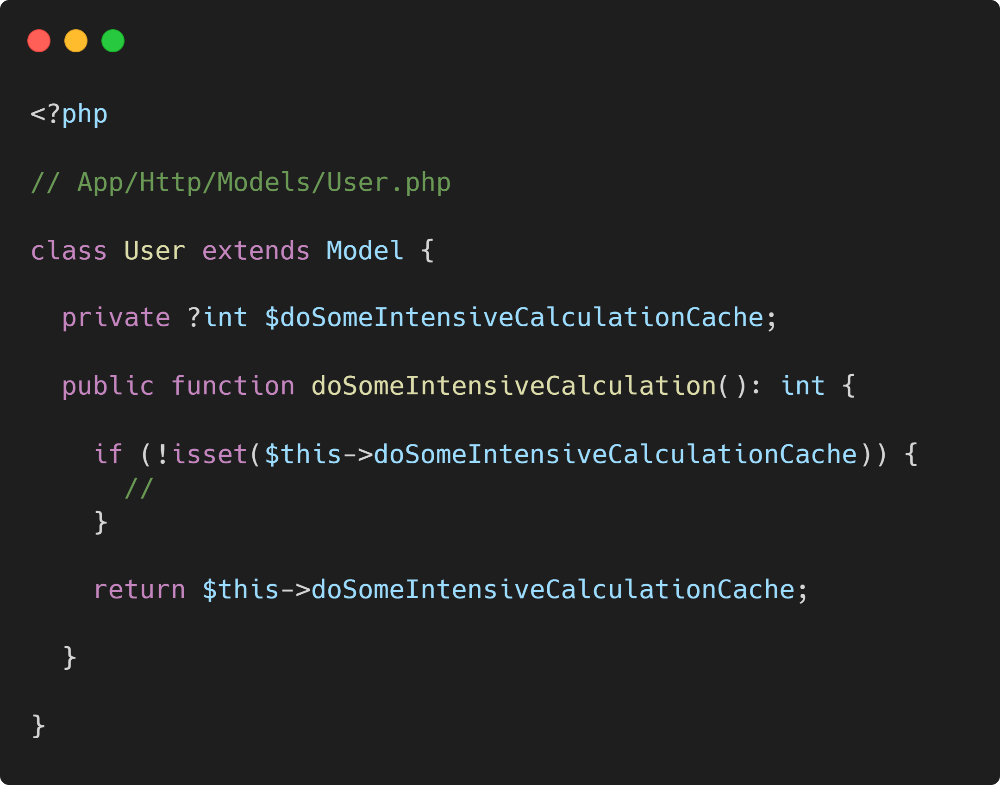 <?php
// App/Http/Models/User.php
class User extends Model {
  private ?int $doSomeIntensiveCalculationCache;
  public function doSomeIntensiveCalculation(): int {
    if (!isset($this->doSomeIntensiveCalculationCache)) {
      //
    }
    return $this->doSomeIntensiveCalculationCache;
  }
}